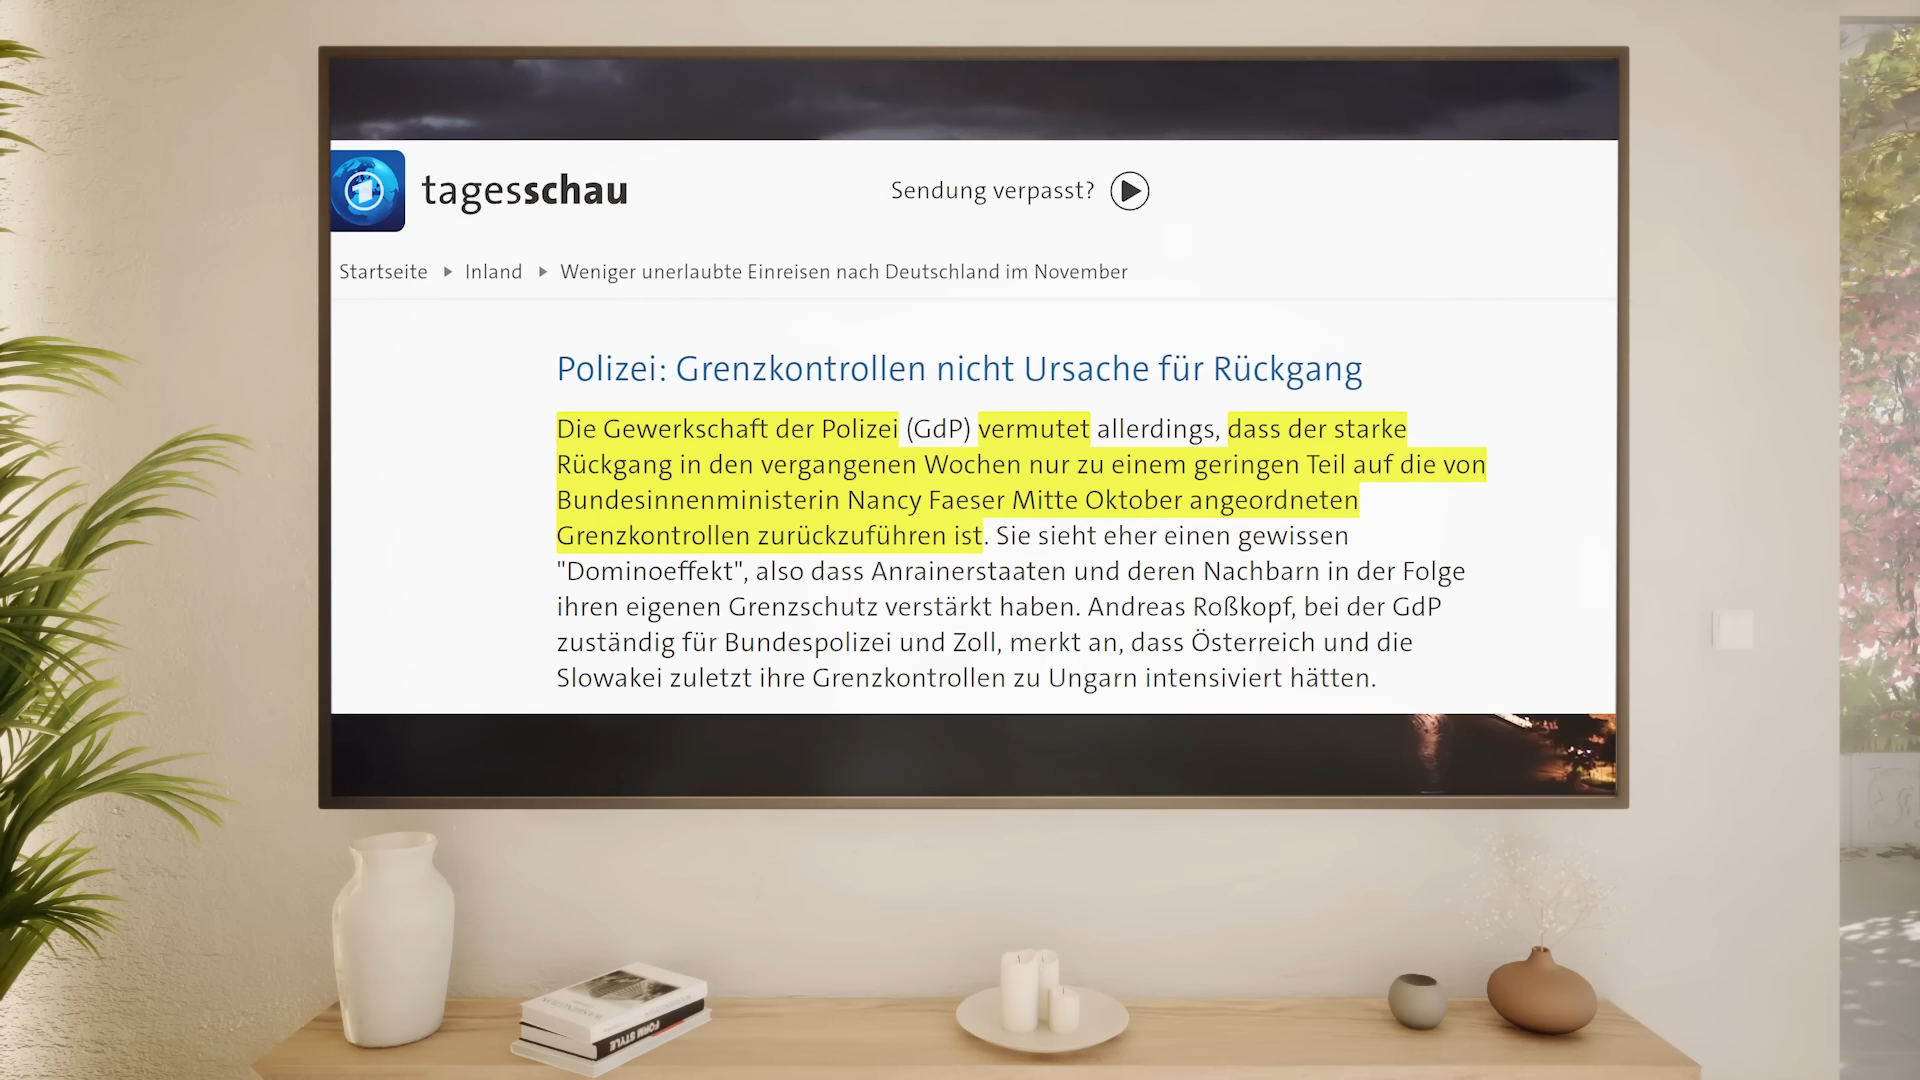 tagesschau
Sendung verpasst?
Startseite
Inland
Weniger unerlaubte Einreisen nach Deutschland im November
Polizei: Grenzkontrollen nicht Ursache für Rückgang
Die Gewerkschaft der Polizei (GdP) vermutet allerdings, dass der starke
Rückgang in den vergangenen Wochen nur zu einem geringen Teil auf die von
Bundesinnenministerin Nancy Faeser Mitte Oktober angeordneten
Grenzkontrollen zurückzuführen ist. Sie sieht eher einen gewissen
"Dominoeffekt", also dass Anrainerstaaten und deren Nachbarn in der Folge
ihren eigenen Grenzschutz verstärkt haben. Andreas Roßkopf, bei der GdP
zuständig für Bundespolizei und Zoll, merkt an, dass Österreich und die
Slowakei zuletzt ihre Grenzkontrollen zu Ungarn intensiviert hätten.
FORM STYLE